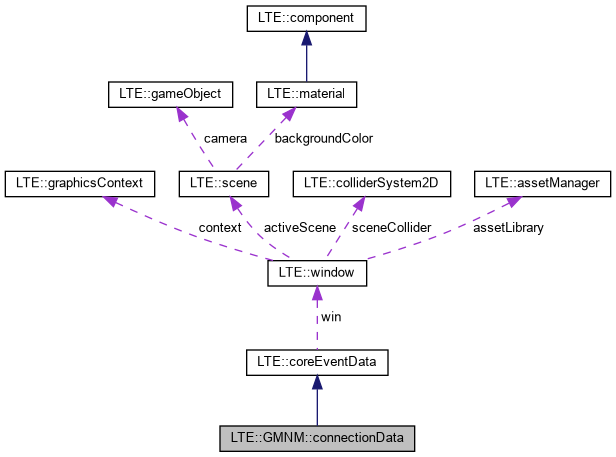 LTE::component
LTE::gameObject
LTE::material
camera
backgroundColor
LTE::graphicsContext
LTE::scene
LTE::colliderSystem2D
LTE::assetManager
context
activeScene
sceneCollider
assetLibrary
LTE::window
win
LTE::coreEventData
LTE::GMNM::connectionData